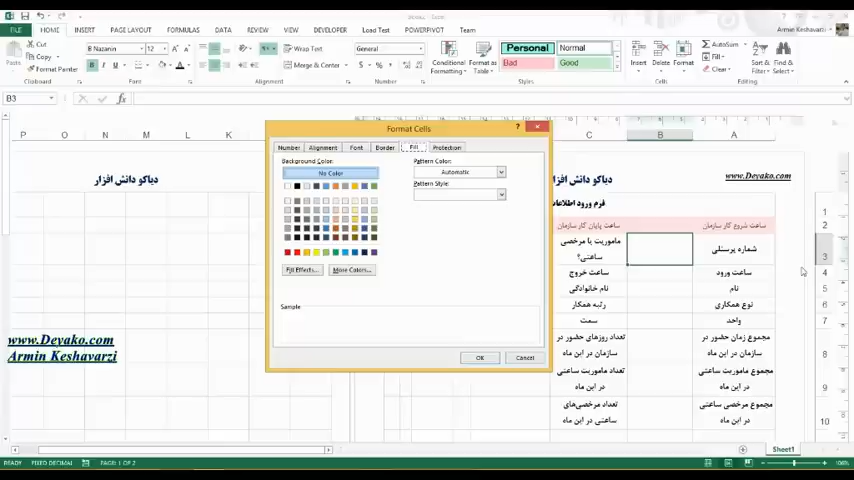 Armin Keshavarzi
FILE HOME INSERT PAGE LAYOUT FORMULAS DATA REVIEW VIEW DEVELOPER Load Test POWERPIVOT Team
Cut
Copy
Format Painter
Paste
B Nazanin 12
Wrap Text
Merge & Center
General
Conditional Formatting
Format as Table
Personal Normal
Bad Good
Insert Delete Format
AutoSum
Fill
Clear
Sort & Filter
Find & Select
Clipboard Font Alignment Number Styles Cells Editing
B3
P O N M L K C B A
دیاکو دانش افزار
دیاکو دانش افزار
www.Deyako.com
فرم ورود اطلاعات
ساعت شروع کار سازمان
ساعت پایان کار سازمان
شماره پرسنلی
ماموریت یا مرخصی
ساعتی؟
ساعت ورود
ساعت خروج
نام
نام خانوادگی
نوع همکاری
رتبه همکار
واحد
سمت
مجموع زمان حضور در
سازمان در این ماه
تعداد روزهای حضور در
سازمان در این ماه
مجموع ماموریت ساعتی
در این ماه
تعداد ماموریت ساعتی
در این ماه
مجموع مرخصی ساعتی
در این ماه
تعداد مرخصی‌های
ساعتی در این ماه
1
2
3
4
5
6
7
8
9
10
www.Deyako.com
Armin Keshavarzi
Format Cells
Number Alignment Font Border Fill Protection
Background Color:
No Color
Fill Effects... More Colors...
Pattern Color:
Automatic
Pattern Style:
Sample
OK Cancel
Sheet1
READY FIXED DECIMAL PAGE: 1 OF 2